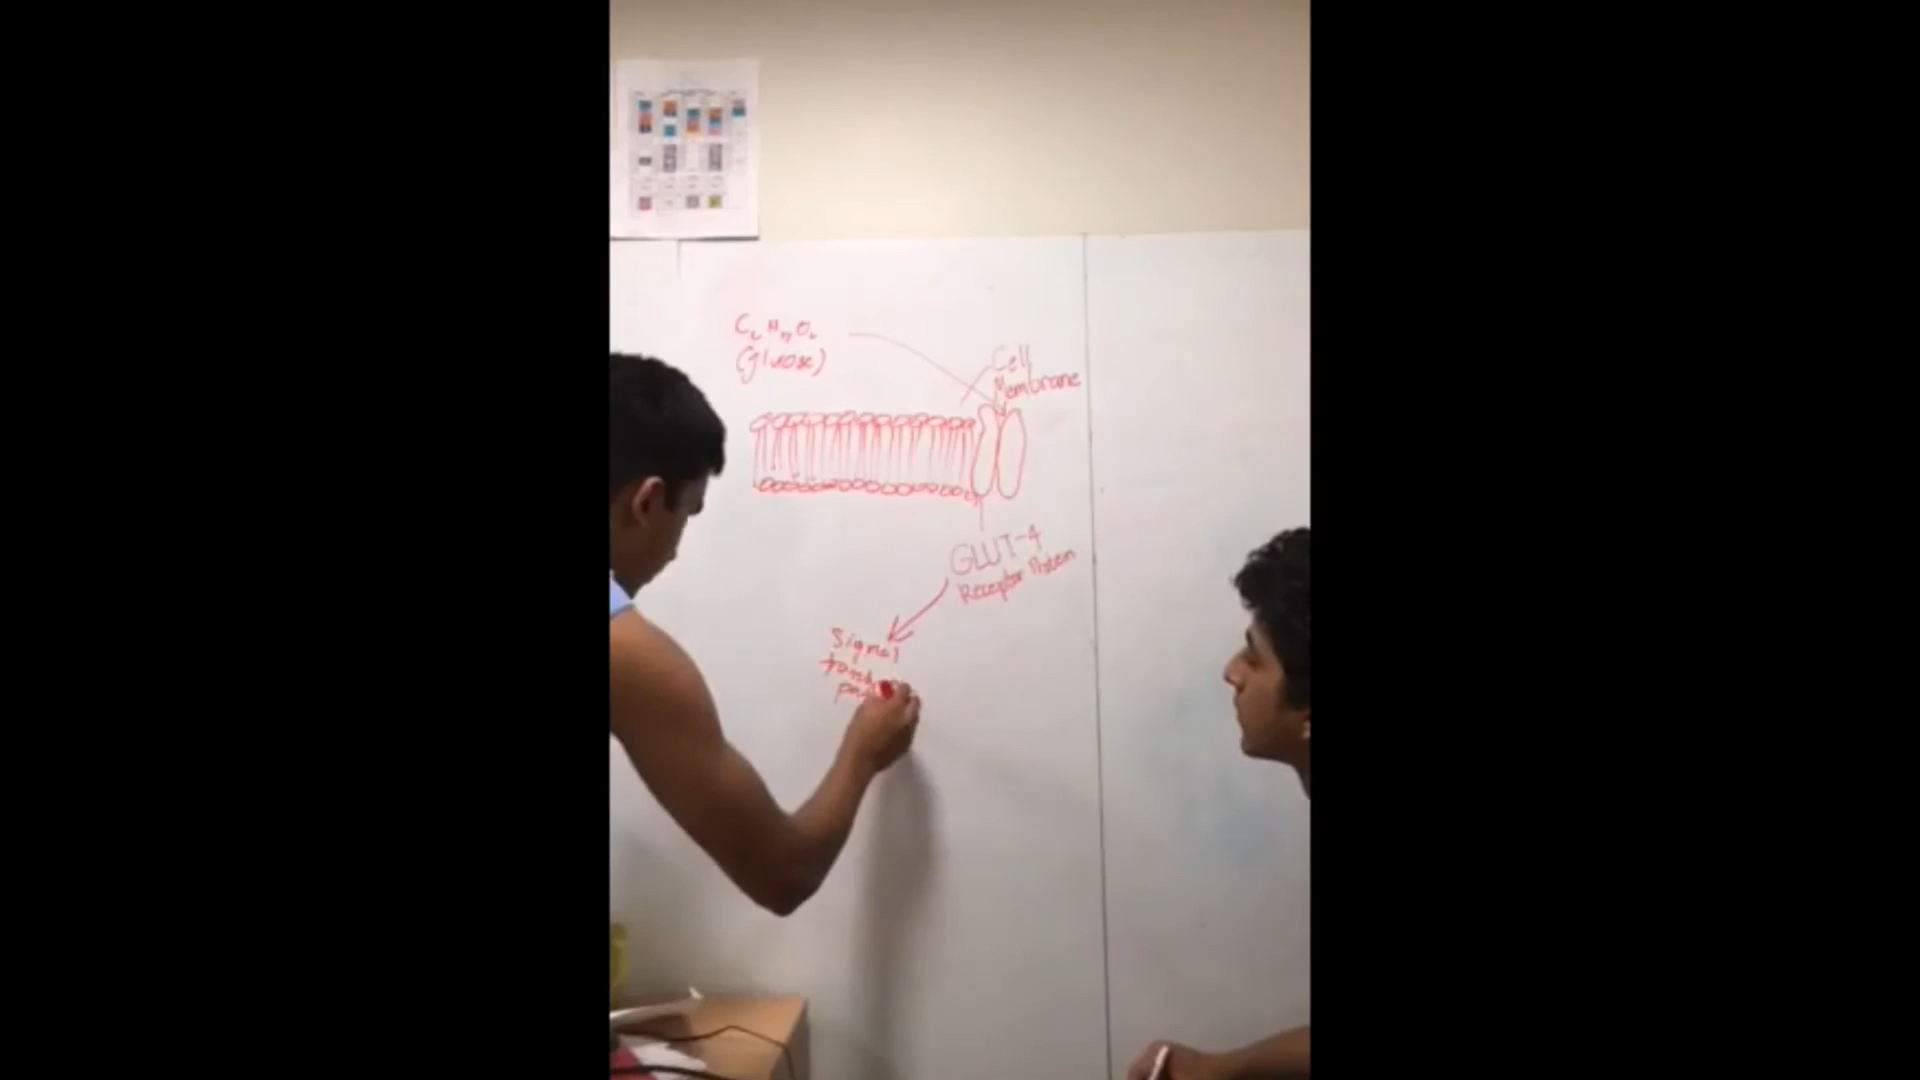 C₆H₁₂O₆
(glucose)
Cell
Membrane
GLUT-4
Receptor Protein
Signal